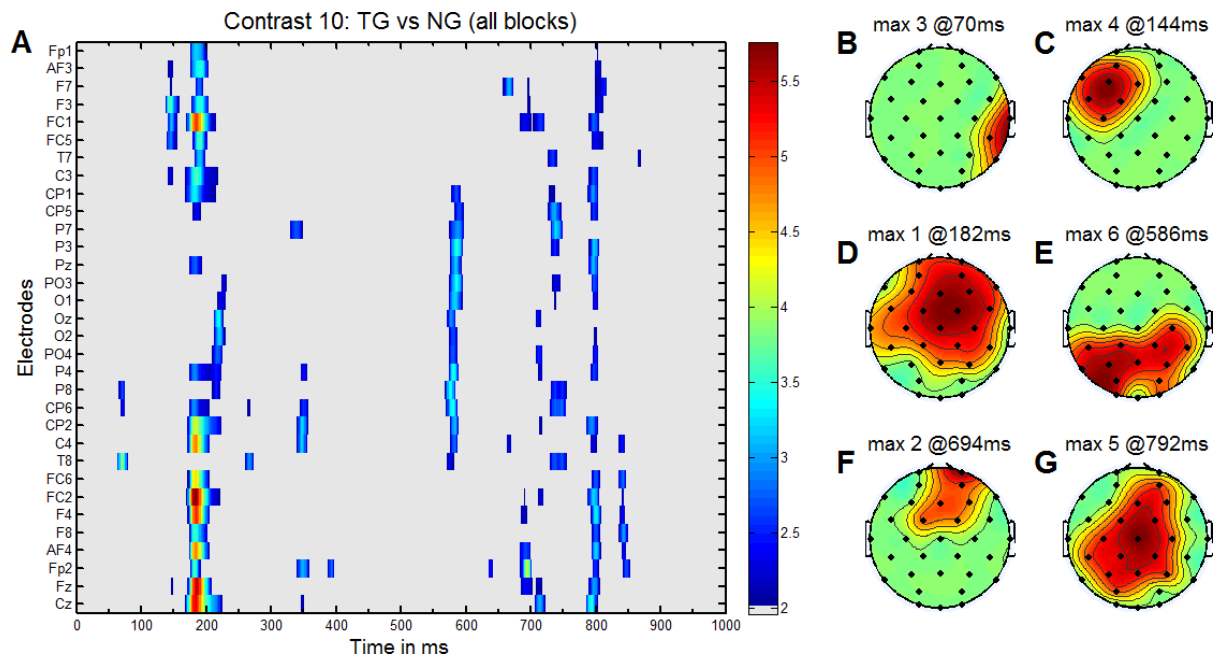 Contrast 10: TG vs NG (all blocks)
A
Electrodes
Fp1
AF3
F7
F3
FC1
FC5
T7
C3
CP1
CP5
P7
P3
Pz
PO3
O1
Oz
O2
PO4
P4
P8
CP6
CP2
C4
T8
FC6
FC2
F4
F8
AF4
Fp2
Fz
Cz
0 100 200 300 400 500 600 700 800 900 1000
Time in ms
5.5
5
4.5
4
3.5
3
2.5
2
B max 3 @70ms
C max 4 @144ms
D max 1 @182ms
E max 6 @586ms
F max 2 @694ms
G max 5 @792ms